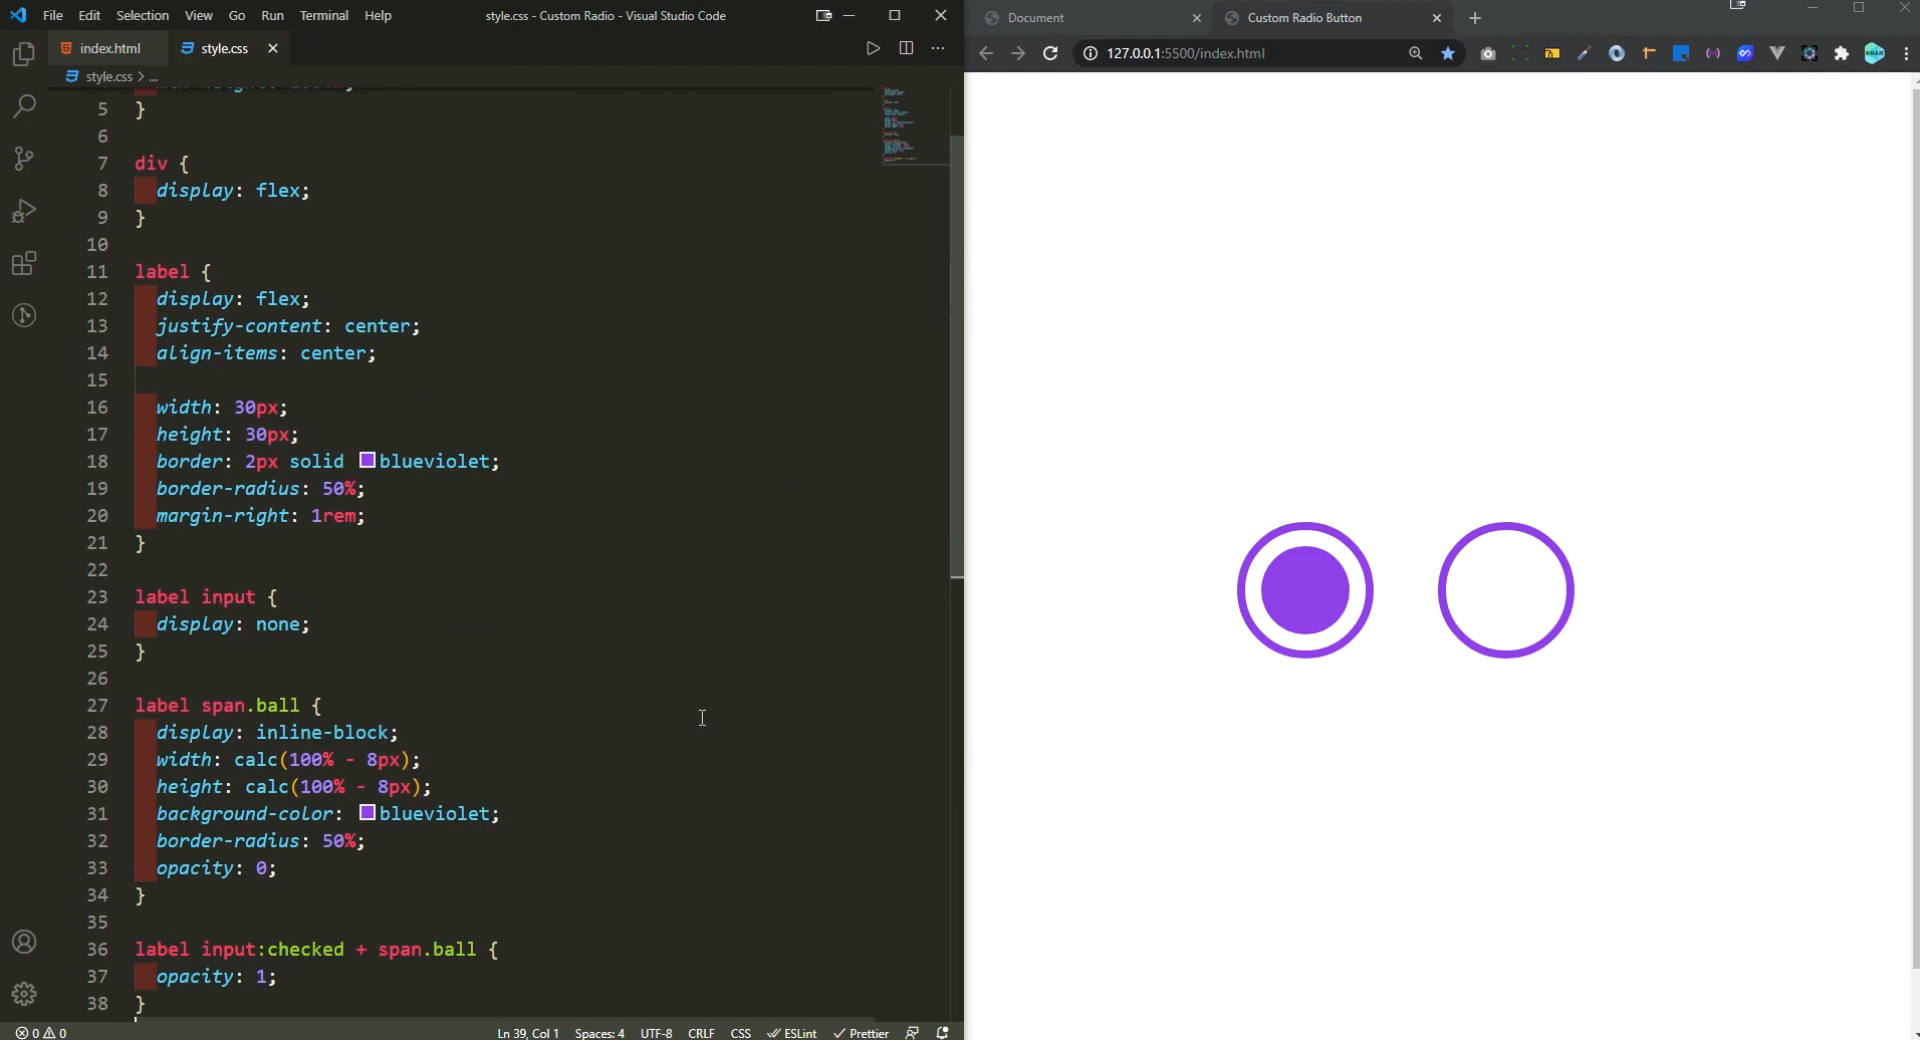 File Edit Selection View Go Run Terminal Help
style.css - Custom Radio - Visual Studio Code
index.html
style.css
style.css > ...
5 }
6
7 div {
8 display: flex;
9 }
10
11 label {
12 display: flex;
13 justify-content: center;
14 align-items: center;
15
16 width: 30px;
17 height: 30px;
18 border: 2px solid blueviolet;
19 border-radius: 50%;
20 margin-right: 1rem;
21 }
22
23 label input {
24 display: none;
25 }
26
27 label span.ball {
28 display: inline-block;
29 width: calc(100% - 8px);
30 height: calc(100% - 8px);
31 background-color: blueviolet;
32 border-radius: 50%;
33 opacity: 0;
34 }
35
36 label input:checked + span.ball {
37 opacity: 1;
38 }
0 0
Ln 39, Col 1 Spaces: 4 UTF-8 CRLF CSS ESLint Prettier
Document
Custom Radio Button
127.0.0.1:5500/index.html